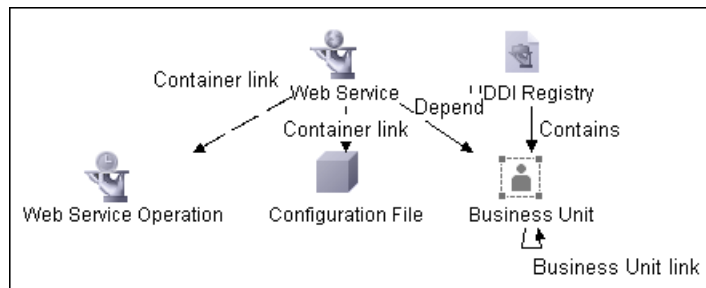 Container link
Web Service
UDDI Registry
Depend
Container link
Contains
Web Service Operation
Configuration File
Business Unit
Business Unit link